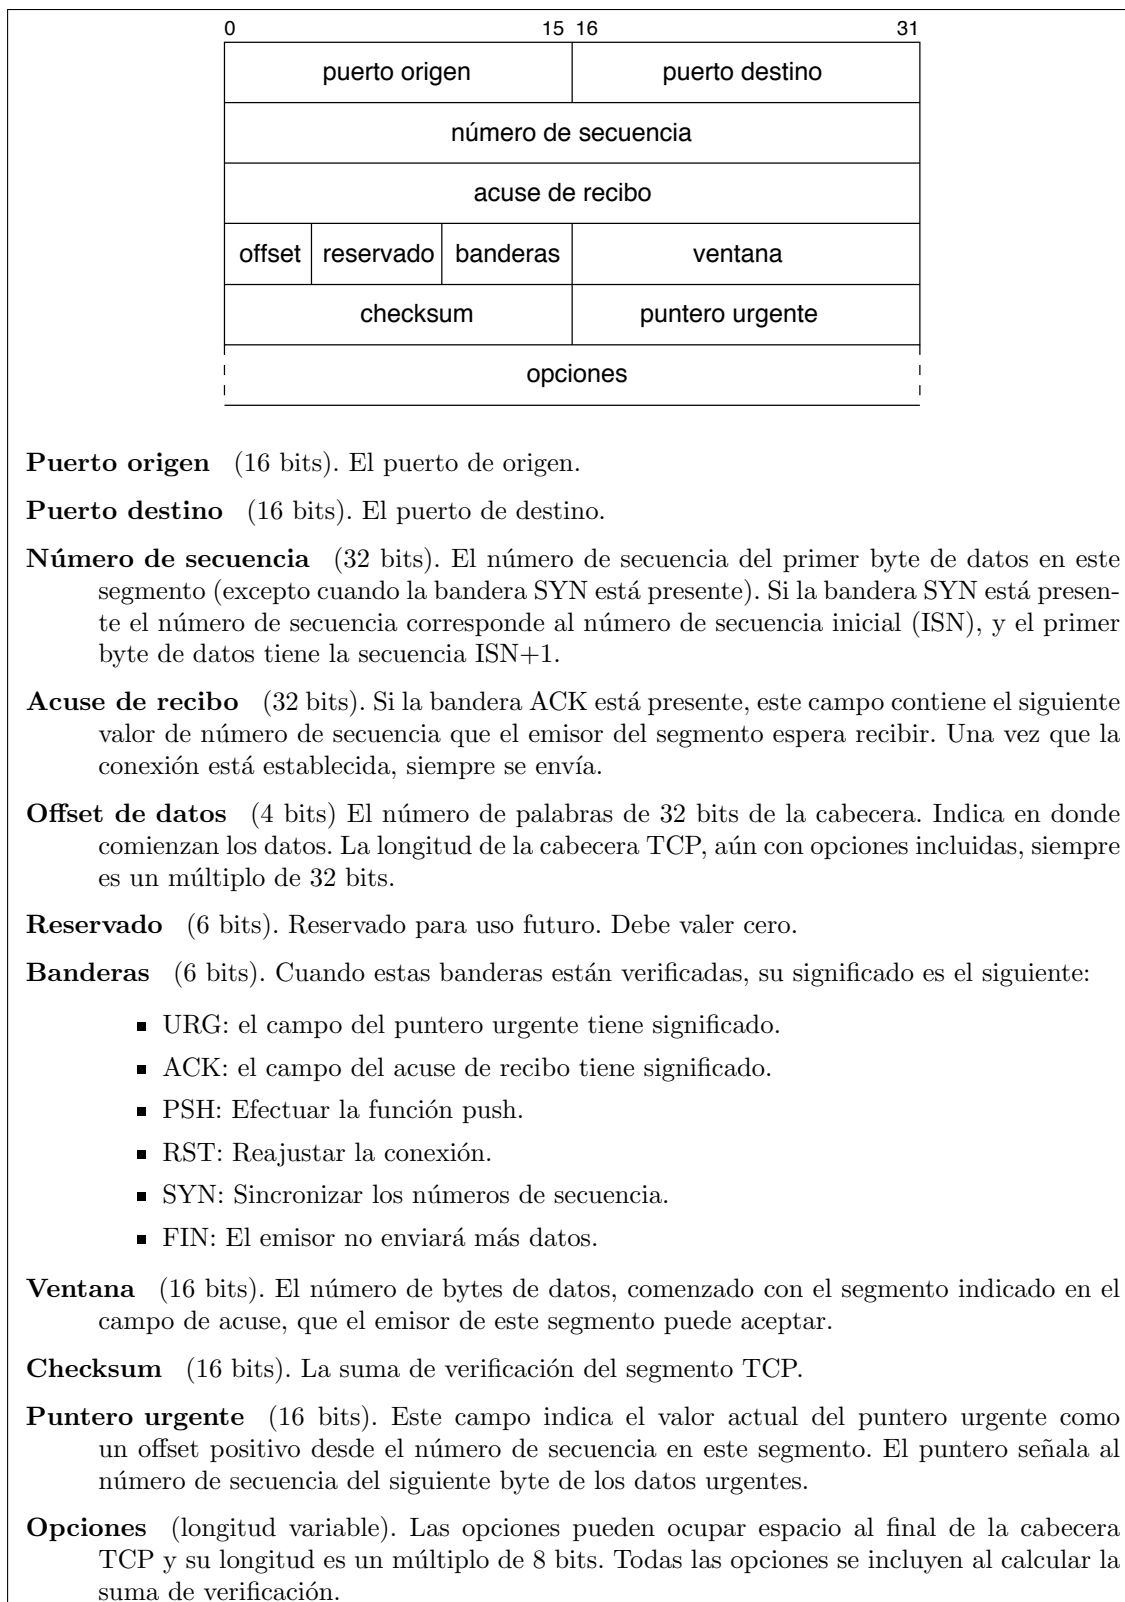 0 15 16 31
puerto origen puerto destino
número de secuencia
acuse de recibo
offset reservado banderas ventana
checksum puntero urgente
opciones
Puerto origen (16 bits). El puerto de origen.
Puerto destino (16 bits). El puerto de destino.
Número de secuencia (32 bits). El número de secuencia del primer byte de datos en este
segmento (excepto cuando la bandera SYN está presente). Si la bandera SYN está presen-
te el número de secuencia corresponde al número de secuencia inicial (ISN), y el primer
byte de datos tiene la secuencia ISN+1.
Acuse de recibo (32 bits). Si la bandera ACK está presente, este campo contiene el siguiente
valor de número de secuencia que el emisor del segmento espera recibir. Una vez que la
conexión está establecida, siempre se envía.
Offset de datos (4 bits) El número de palabras de 32 bits de la cabecera. Indica en donde
comienzan los datos. La longitud de la cabecera TCP, aún con opciones incluidas, siempre
es un múltiplo de 32 bits.
Reservado (6 bits). Reservado para uso futuro. Debe valer cero.
Banderas (6 bits). Cuando estas banderas están verificadas, su significado es el siguiente:
▪ URG: el campo del puntero urgente tiene significado.
▪ ACK: el campo del acuse de recibo tiene significado.
▪ PSH: Efectuar la función push.
▪ RST: Reajustar la conexión.
▪ SYN: Sincronizar los números de secuencia.
▪ FIN: El emisor no enviará más datos.
Ventana (16 bits). El número de bytes de datos, comenzado con el segmento indicado en el
campo de acuse, que el emisor de este segmento puede aceptar.
Checksum (16 bits). La suma de verificación del segmento TCP.
Puntero urgente (16 bits). Este campo indica el valor actual del puntero urgente como
un offset positivo desde el número de secuencia en este segmento. El puntero señala al
número de secuencia del siguiente byte de los datos urgentes.
Opciones (longitud variable). Las opciones pueden ocupar espacio al final de la cabecera
TCP y su longitud es un múltiplo de 8 bits. Todas las opciones se incluyen al calcular la
suma de verificación.